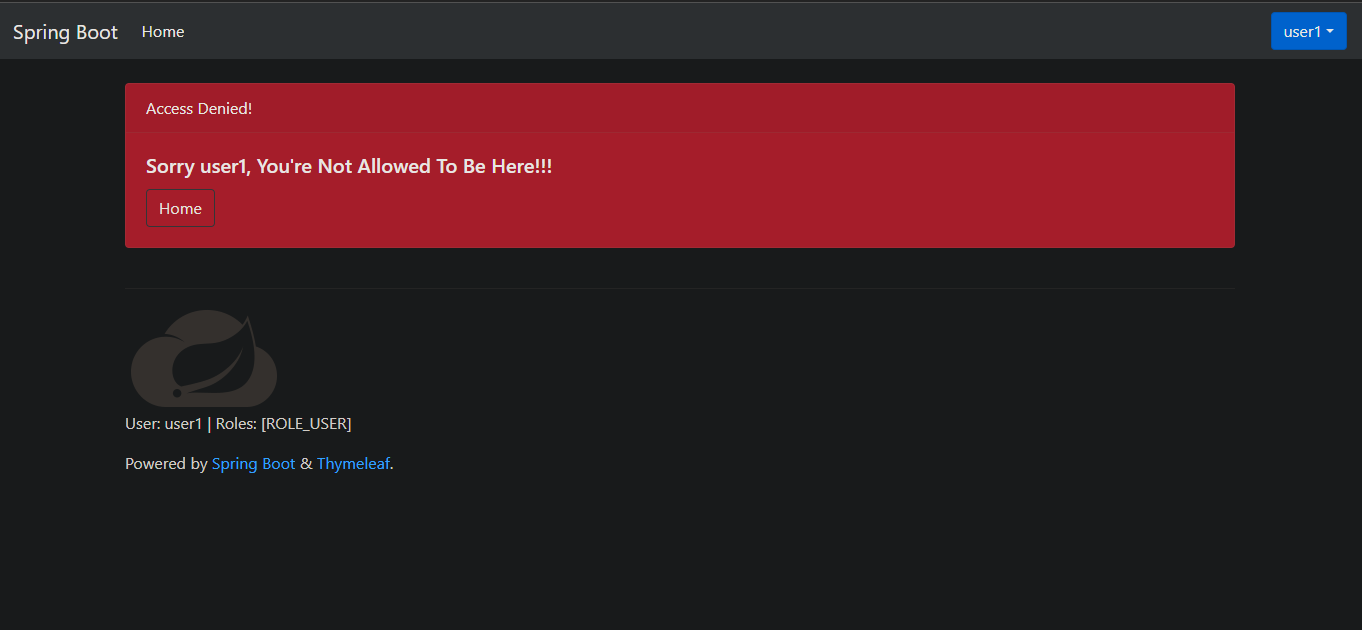 Spring Boot Home user1
Access Denied!
Sorry user1, You're Not Allowed To Be Here!!!
Home
User: user1 | Roles: [ROLE_USER]
Powered by Spring Boot & Thymeleaf.